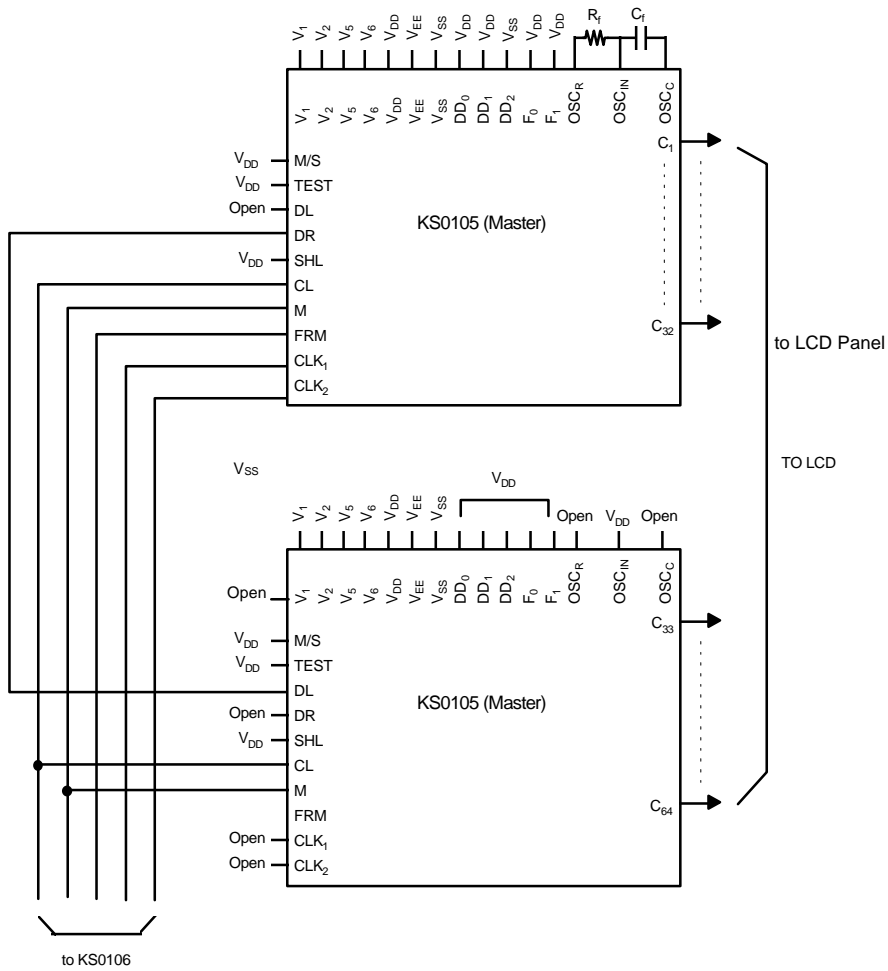 V1 V2 V5 V6 VDD VEE VSS VDD VDD VSS VDD VDD Rf Cf
V1 V2 V5 V6 VDD VEE VSS DD0 DD1 DD2 F0 F1 OSCR OSCIN OSCC
C1
VDD M/S
VDD TEST
Open DL
KS0105 (Master)
DR
VDD SHL
CL
M
C32
FRM
to LCD Panel
CLK1
CLK2
VSS
VDD
TO LCD
V1 V2 V5 V6 VDD VEE VSS Open VDD Open
Open V1 V2 V5 V6 VDD VEE VSS DD0 DD1 DD2 F0 F1 OSCR OSCIN OSCC
C33
VDD M/S
VDD TEST
DL
KS0105 (Master)
Open DR
VDD SHL
CL
M
C64
FRM
Open CLK1
Open CLK2
to KS0106